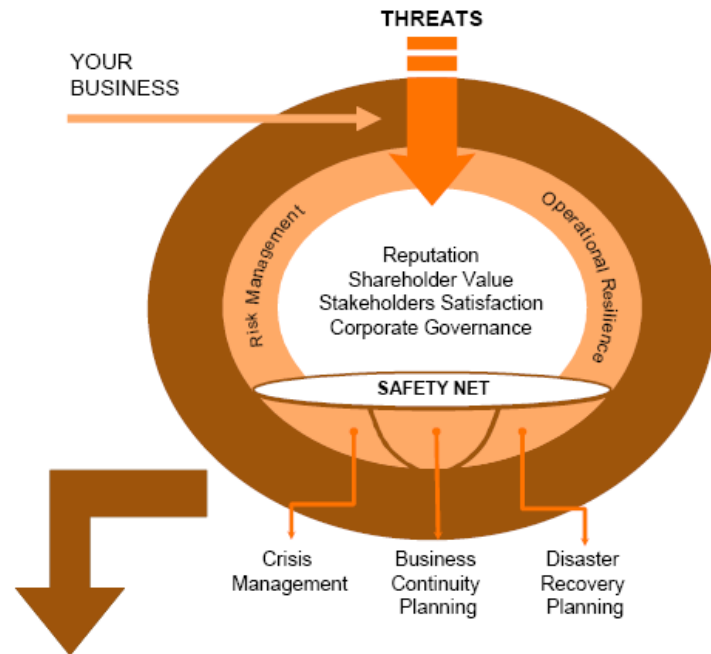 THREATS
YOUR
BUSINESS
Risk Management
Operational Resilience
Reputation
Shareholder Value
Stakeholders Satisfaction
Corporate Governance
SAFETY NET
Crisis
Management
Business
Continuity
Planning
Disaster
Recovery
Planning